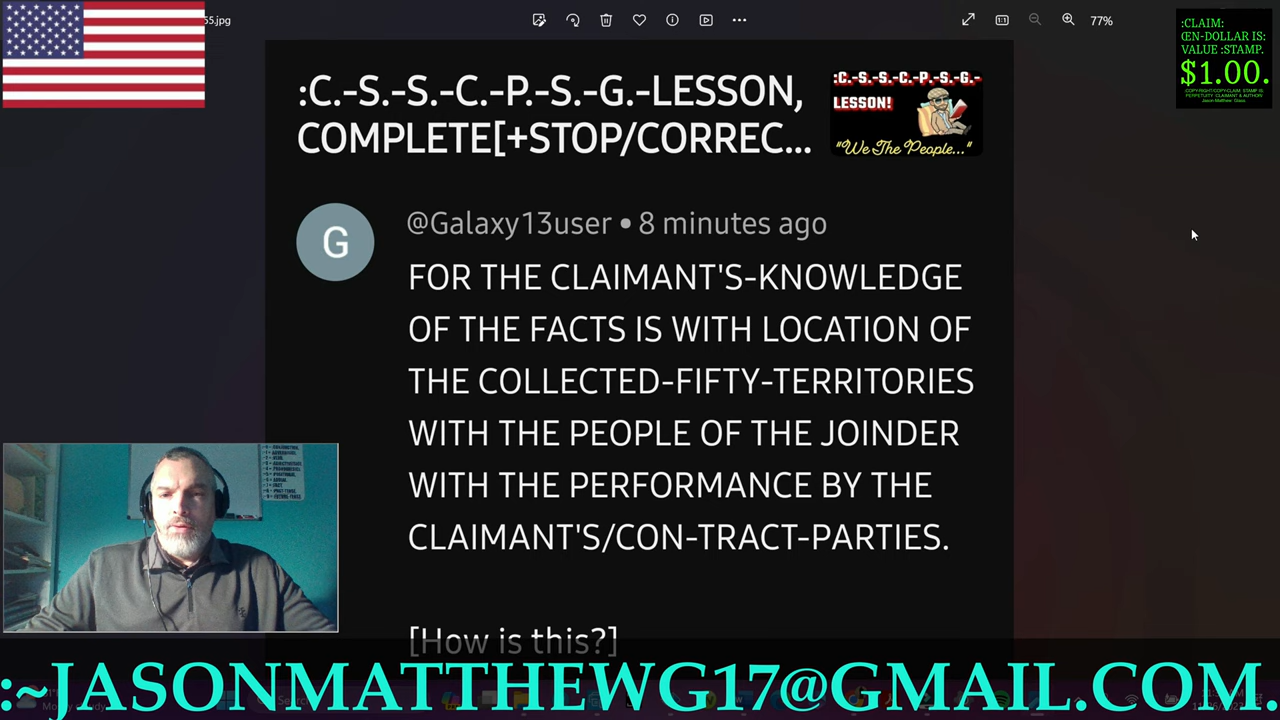 55.jpg
77%
:CLAIM:
ŒN-DOLLAR IS:
VALUE :STAMP.
$1.00.
:C.-S.-S.-C.-P.-S.-G.-LESSON,
COMPLETE[+STOP/CORREC...
:C.-S.-S.-C.-P.-S.-G.-
LESSON!
"We The People..."
G
@Galaxy13user • 8 minutes ago
FOR THE CLAIMANT'S-KNOWLEDGE
OF THE FACTS IS WITH LOCATION OF
THE COLLECTED-FIFTY-TERRITORIES
WITH THE PEOPLE OF THE JOINDER
WITH THE PERFORMANCE BY THE
CLAIMANT'S/CON-TRACT-PARTIES.
[How is this?]
:~JASONMATTHEWG17@GMAIL.COM.